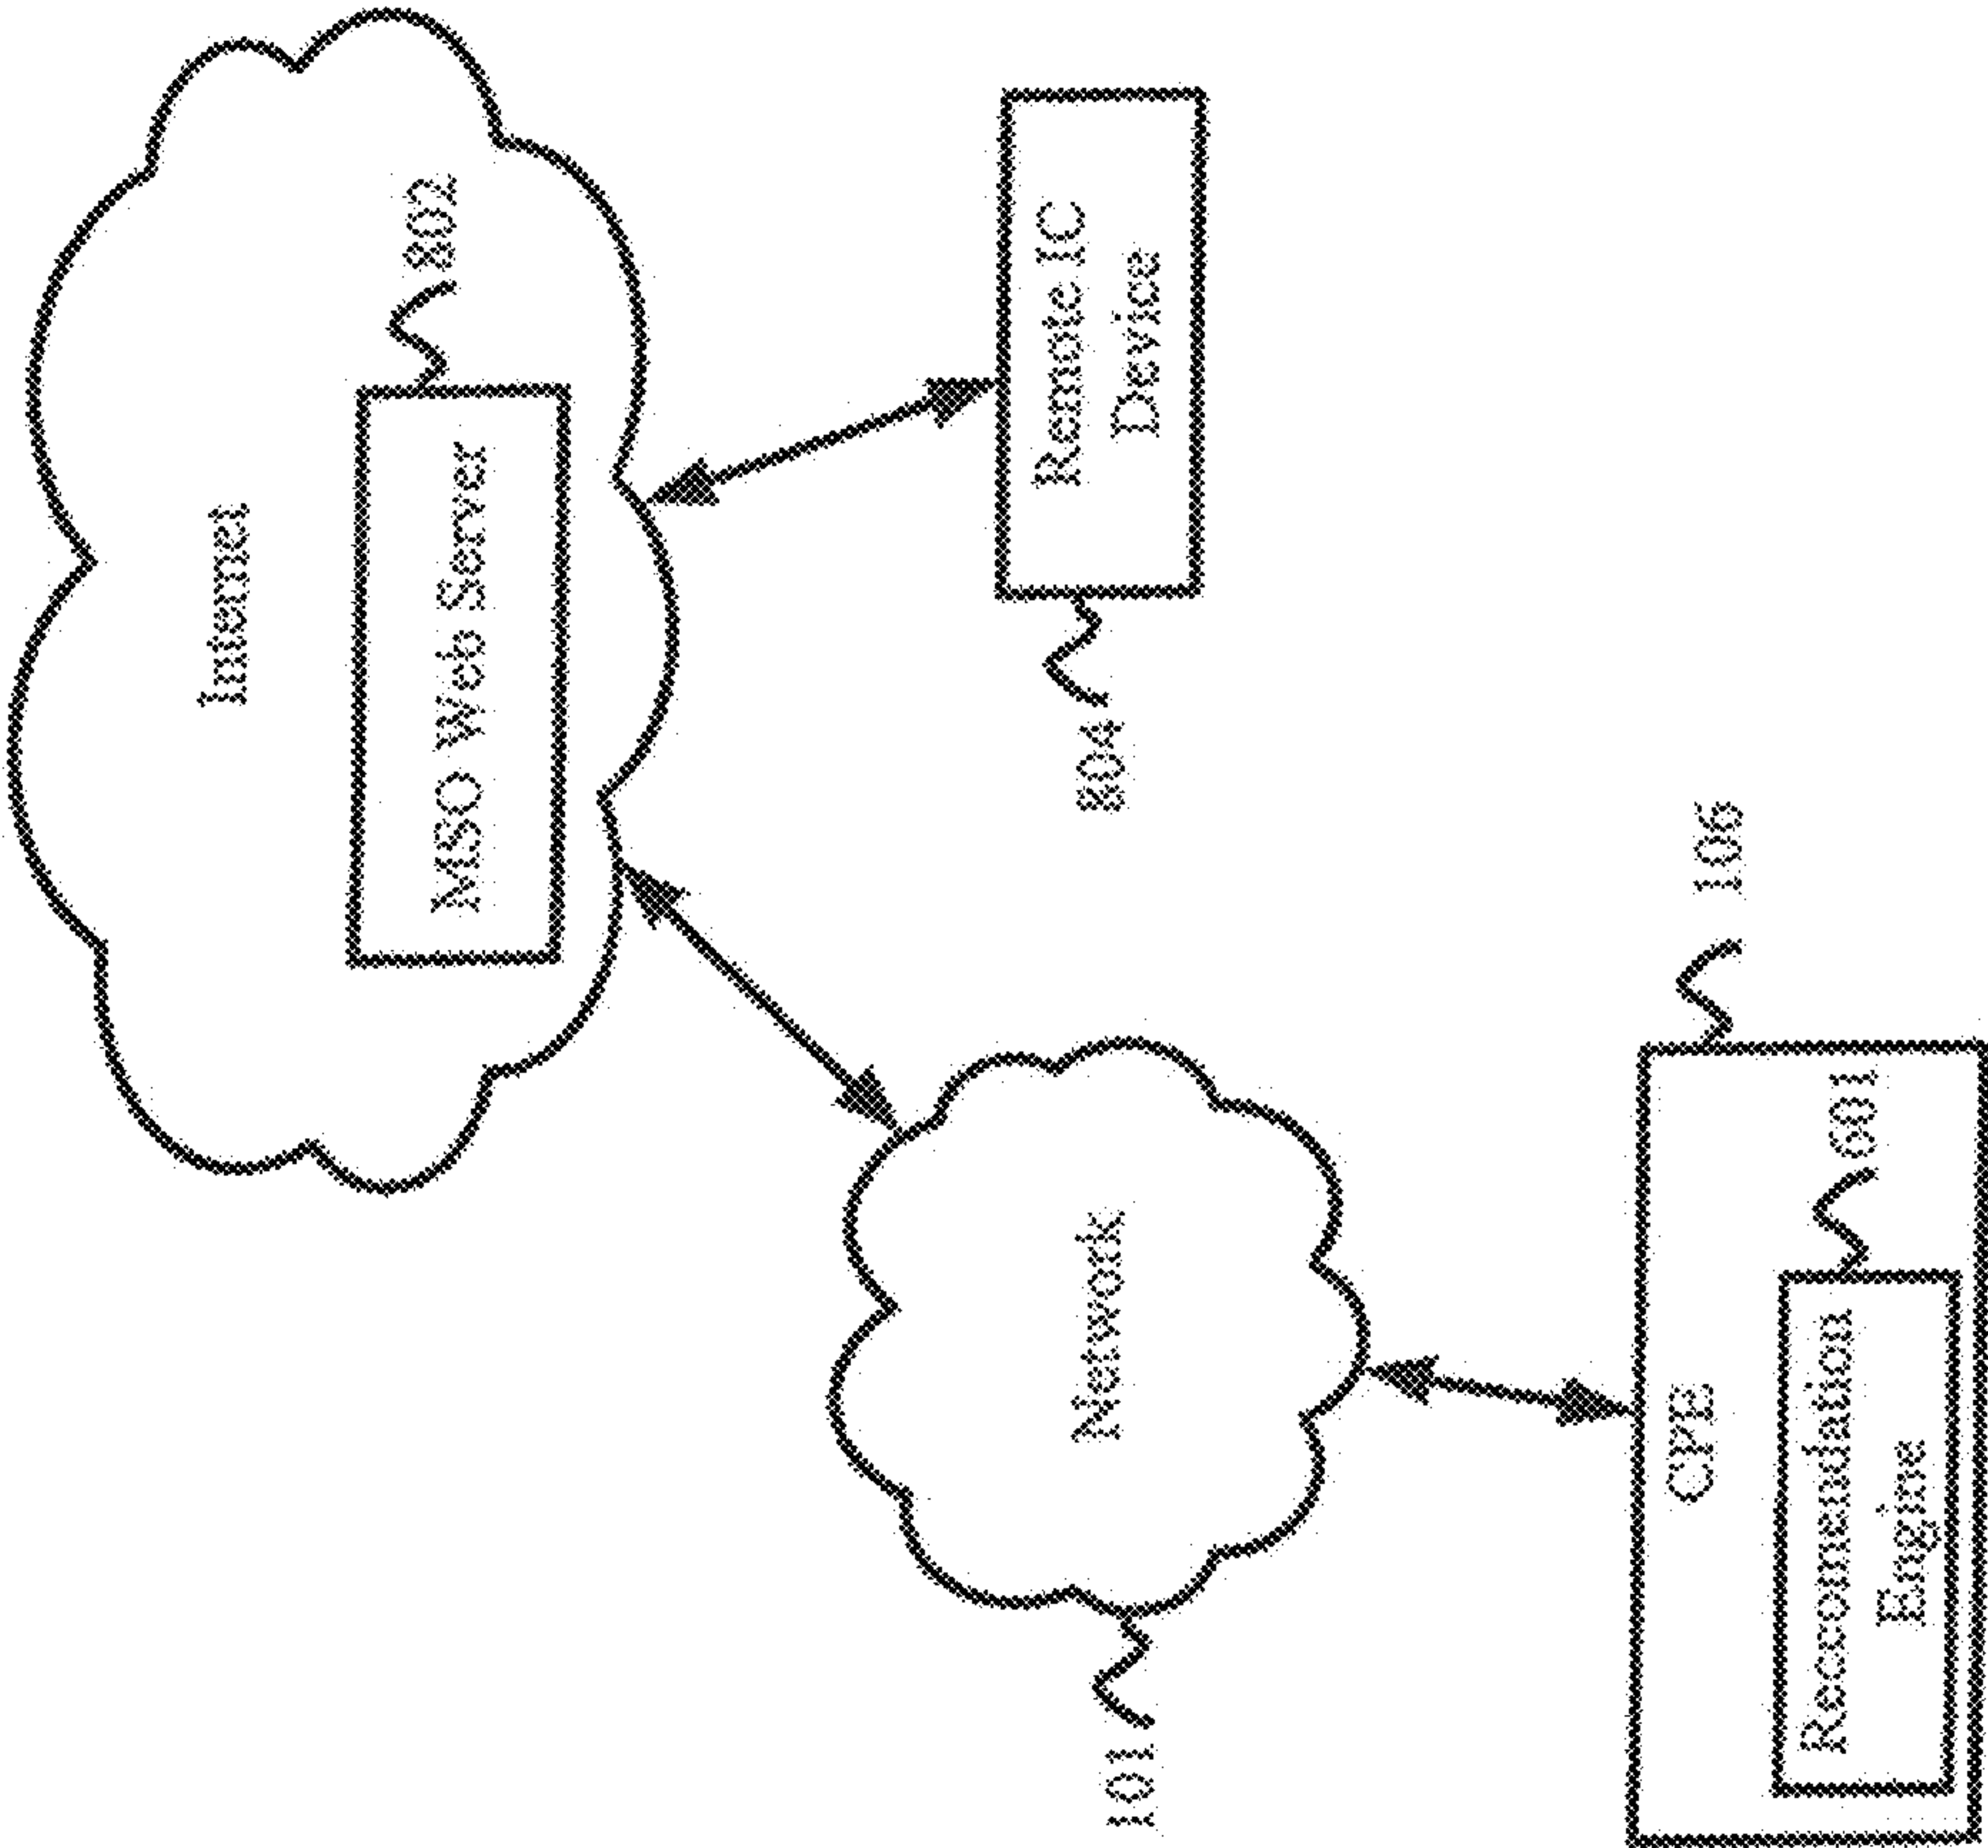 Internet
MSO Web Server
802
Remote IC
Device
804
Network
101
CPE
106
Recomendation
Engine
601